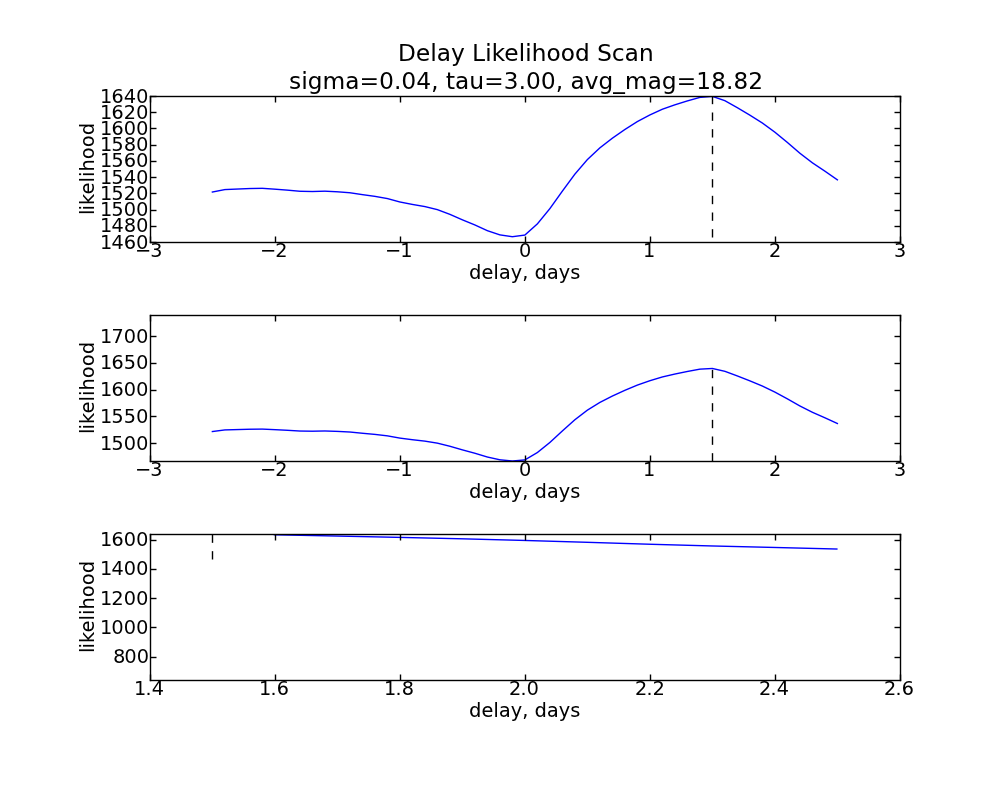 Delay Likelihood Scan
sigma=0.04, tau=3.00, avg_mag=18.82
1640
1620
1600
1580
1560
1540
1520
1500
1480
1460
likelihood
−3 −2 −1 0 1 2 3
delay, days
1700
1650
1600
1550
1500
likelihood
−3 −2 −1 0 1 2 3
delay, days
1600
1400
1200
1000
800
likelihood
1.4 1.6 1.8 2.0 2.2 2.4 2.6
delay, days